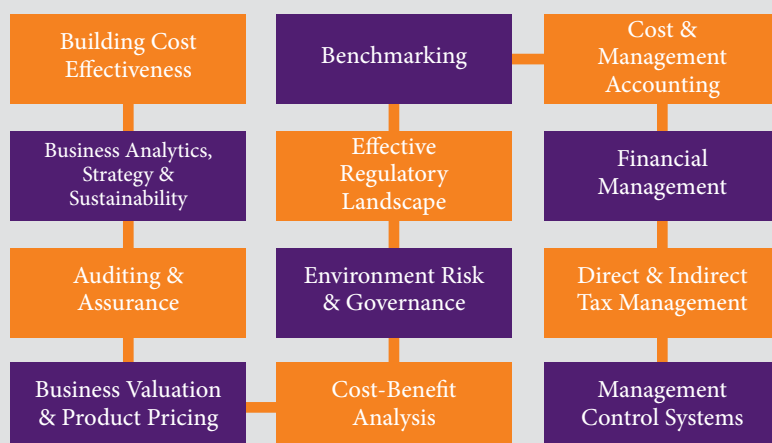 Building Cost
Effectiveness
Business Analytics,
Strategy &
Sustainability
Auditing &
Assurance
Business Valuation
& Product Pricing
Cost-Benefit
Analysis
Environment Risk
& Governance
Effective
Regulatory
Landscape
Benchmarking
Cost &
Management
Accounting
Financial
Management
Direct & Indirect
Tax Management
Management
Control Systems